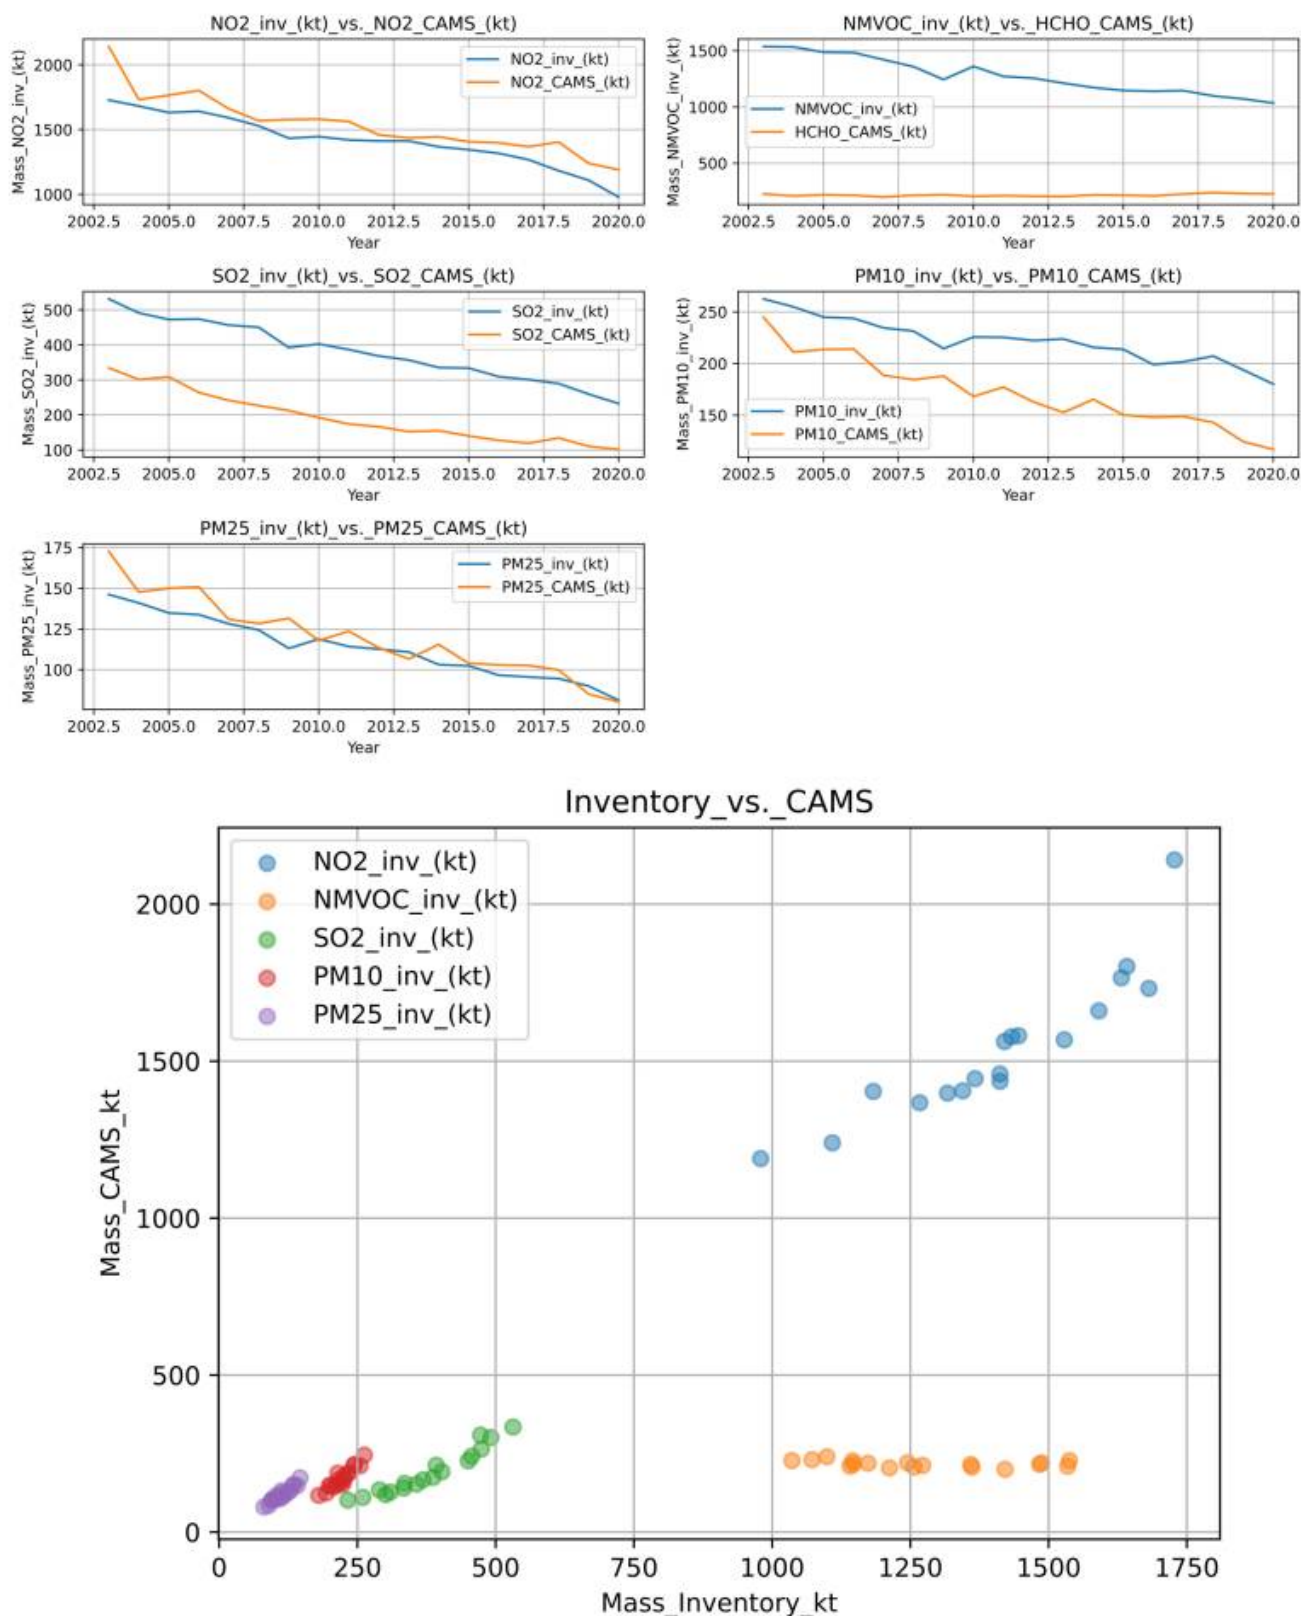 NO2_inv_(kt)_vs._NO2_CAMS_(kt)
Mass_NO2_inv_(kt)
2000
1500
1000
NO2_inv_(kt)
NO2_CAMS_(kt)
2002.5 2005.0 2007.5 2010.0 2012.5 2015.0 2017.5 2020.0
Year
NMVOC_inv_(kt)_vs._HCHO_CAMS_(kt)
Mass_NMVOC_inv_(kt)
1500
1000
500
NMVOC_inv_(kt)
HCHO_CAMS_(kt)
2002.5 2005.0 2007.5 2010.0 2012.5 2015.0 2017.5 2020.0
Year
SO2_inv_(kt)_vs._SO2_CAMS_(kt)
Mass_SO2_inv_(kt)
500
400
300
200
100
SO2_inv_(kt)
SO2_CAMS_(kt)
2002.5 2005.0 2007.5 2010.0 2012.5 2015.0 2017.5 2020.0
Year
PM10_inv_(kt)_vs._PM10_CAMS_(kt)
Mass_PM10_inv_(kt)
250
200
150
PM10_inv_(kt)
PM10_CAMS_(kt)
2002.5 2005.0 2007.5 2010.0 2012.5 2015.0 2017.5 2020.0
Year
PM25_inv_(kt)_vs._PM25_CAMS_(kt)
Mass_PM25_inv_(kt)
175
150
125
100
PM25_inv_(kt)
PM25_CAMS_(kt)
2002.5 2005.0 2007.5 2010.0 2012.5 2015.0 2017.5 2020.0
Year
Inventory_vs._CAMS
NO2_inv_(kt)
NMVOC_inv_(kt)
SO2_inv_(kt)
PM10_inv_(kt)
PM25_inv_(kt)
Mass_CAMS_kt
2000
1500
1000
500
0
0 250 500 750 1000 1250 1500 1750
Mass_Inventory_kt